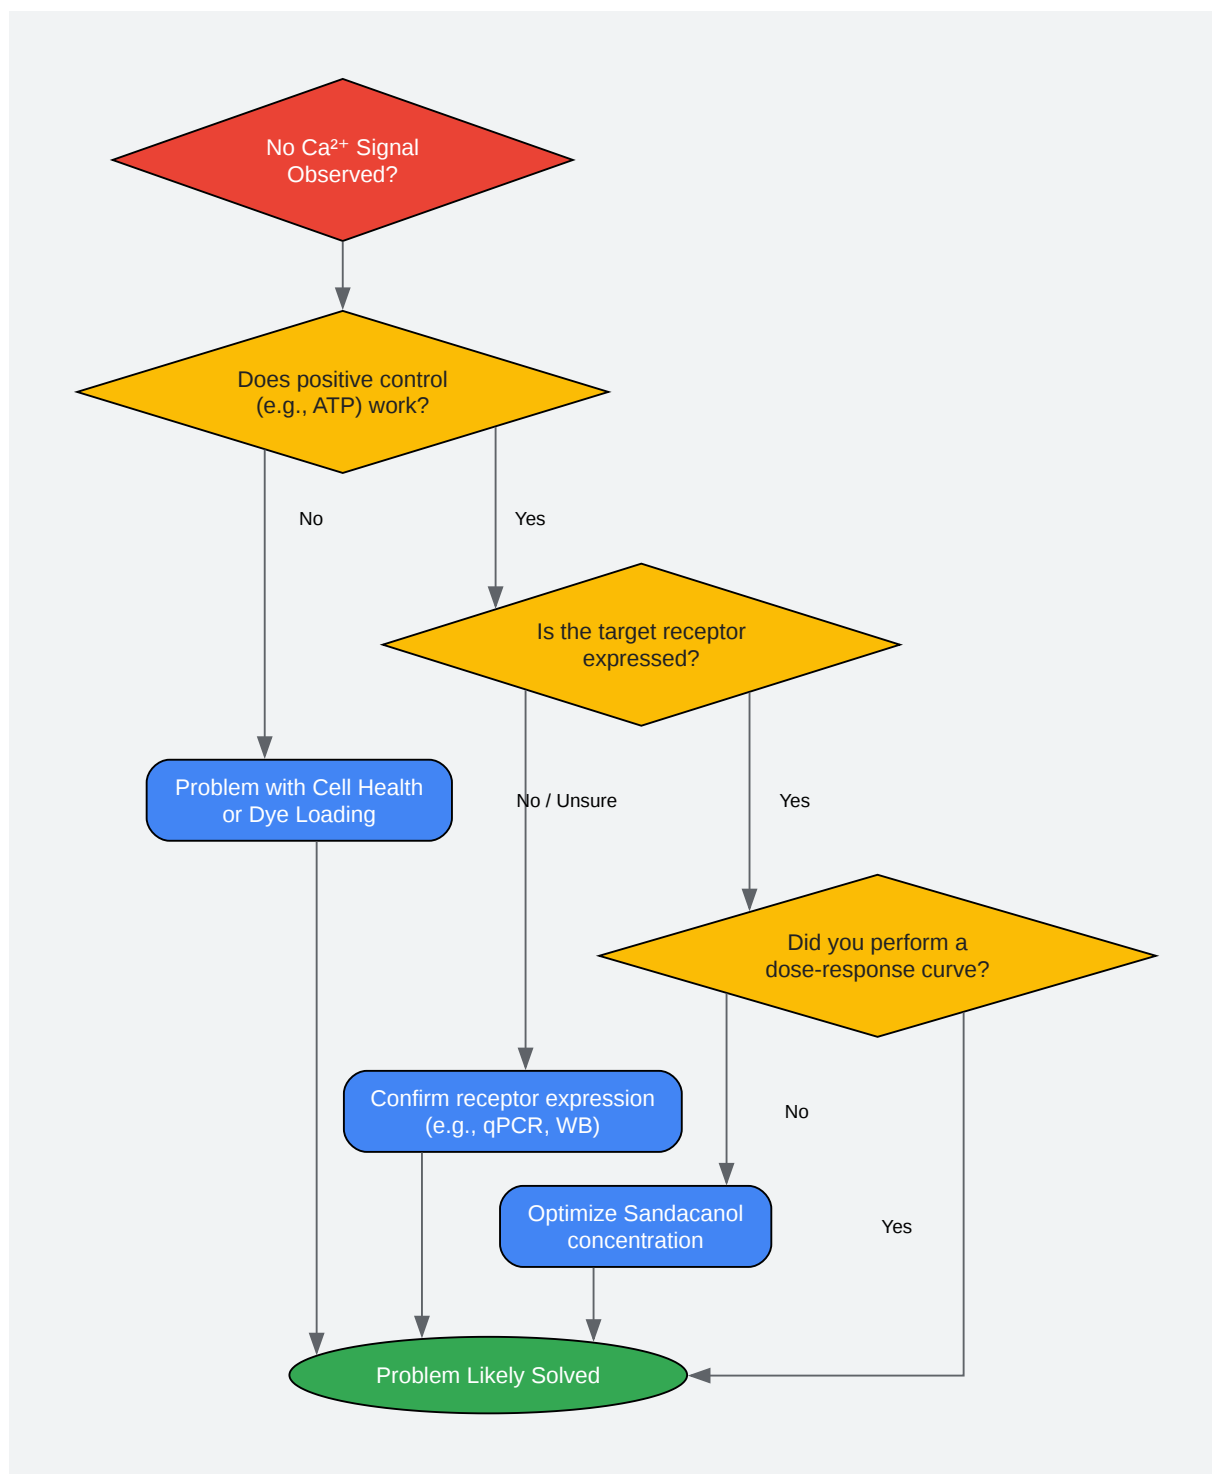 No Ca²⁺ Signal
Observed?
Does positive control
(e.g., ATP) work?
No
Yes
Is the target receptor
expressed?
Problem with Cell Health
or Dye Loading
No / Unsure
Yes
Did you perform a
dose-response curve?
Confirm receptor expression
(e.g., qPCR, WB)
No
Optimize Sandacanol
concentration
Yes
Problem Likely Solved